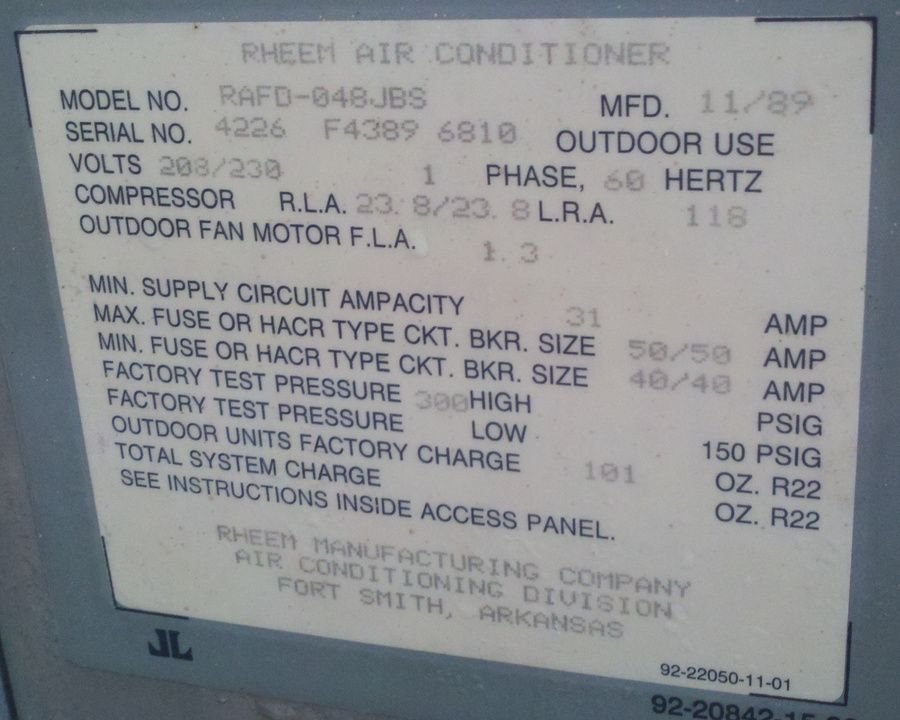 RHEEM AIR CONDITIONER
MODEL NO. RAFD-048JBS MFD. 11/89
SERIAL NO. 4226 F4389 6810 OUTDOOR USE
VOLTS 208/230 1 PHASE, 60 HERTZ
COMPRESSOR R.L.A. 23.8/23.8 L.R.A. 118
OUTDOOR FAN MOTOR F.L.A. 1.3
MIN. SUPPLY CIRCUIT AMPACITY 31 AMP
MAX. FUSE OR HACR TYPE CKT. BKR. SIZE 50/50 AMP
MIN. FUSE OR HACR TYPE CKT. BKR. SIZE 40/40 AMP
FACTORY TEST PRESSURE 300 HIGH PSIG
FACTORY TEST PRESSURE LOW 150 PSIG
OUTDOOR UNITS FACTORY CHARGE 101 OZ. R22
TOTAL SYSTEM CHARGE OZ. R22
SEE INSTRUCTIONS INSIDE ACCESS PANEL.
RHEEM MANUFACTURING COMPANY
AIR CONDITIONING DIVISION
FORT SMITH, ARKANSAS
JL
92-22050-11-01